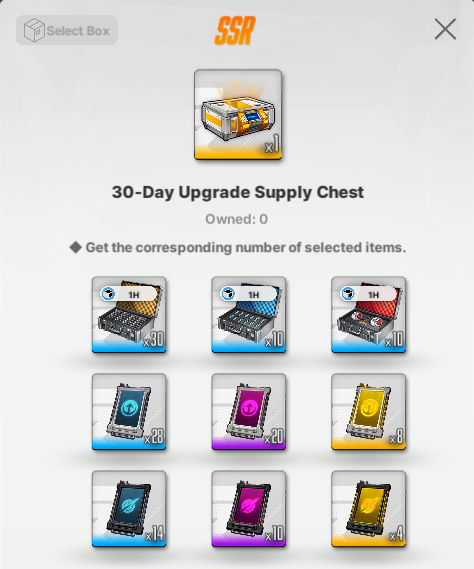 Select Box
SSR
x1
30-Day Upgrade Supply Chest
Owned: 0
◆ Get the corresponding number of selected items.
1H
x30
1H
x10
1H
x10
x28
x20
x8
x14
x10
x4